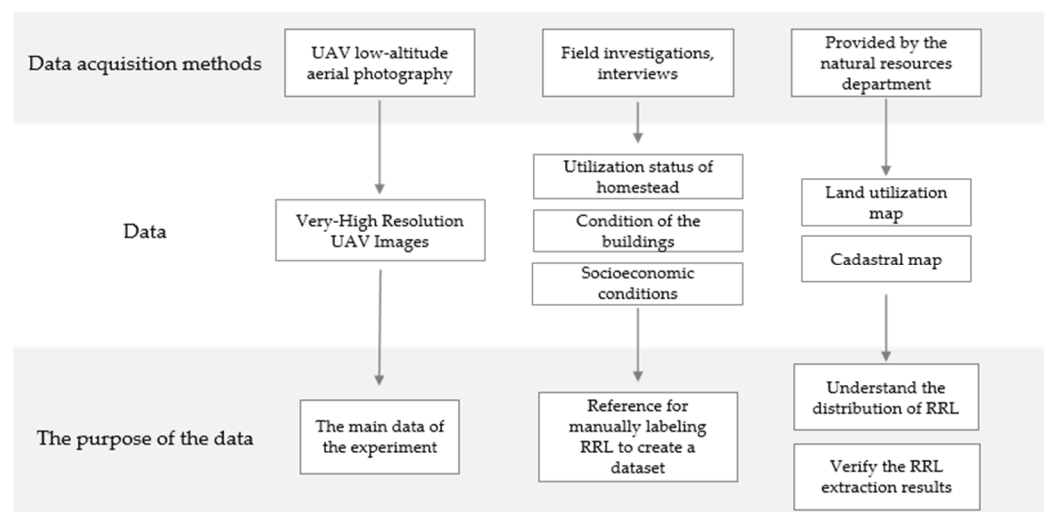 Data acquisition methods
UAV low-altitude
aerial photography
Field investigations,
interviews
Provided by the
natural resources
department
Data
Very-High Resolution
UAV Images
Utilization status of
homestead
Condition of the
buildings
Socioeconomic
conditions
Land utilization
map
Cadastral map
The purpose of the data
The main data of
the experiment
Reference for
manually labeling
RRL to create a
dataset
Understand the
distribution of RRL
Verify the RRL
extraction results